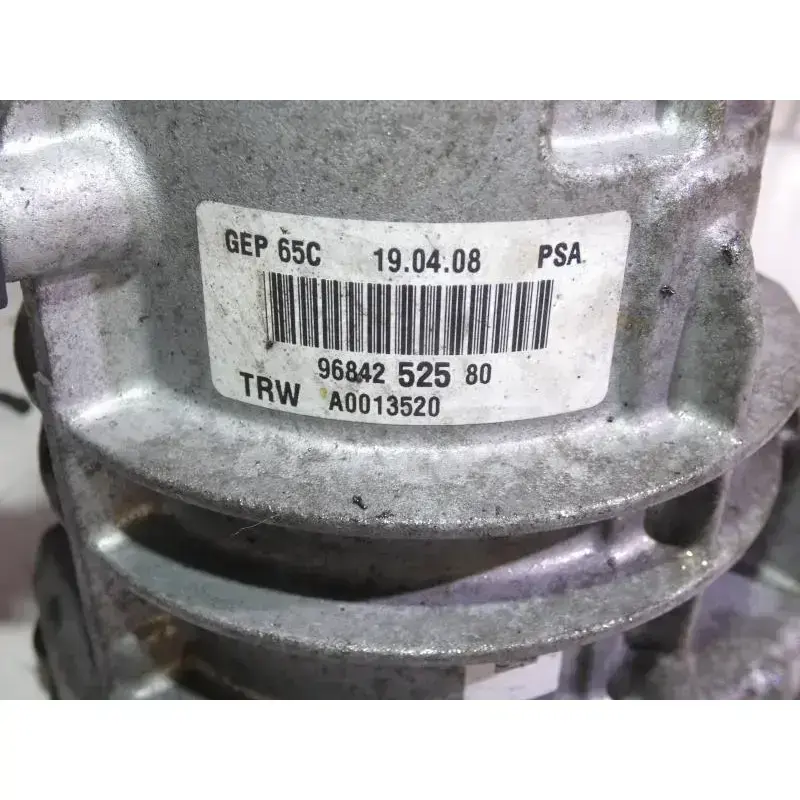 GEP 65C 19.04.08 PSA
96842 525 80
TRW A0013520